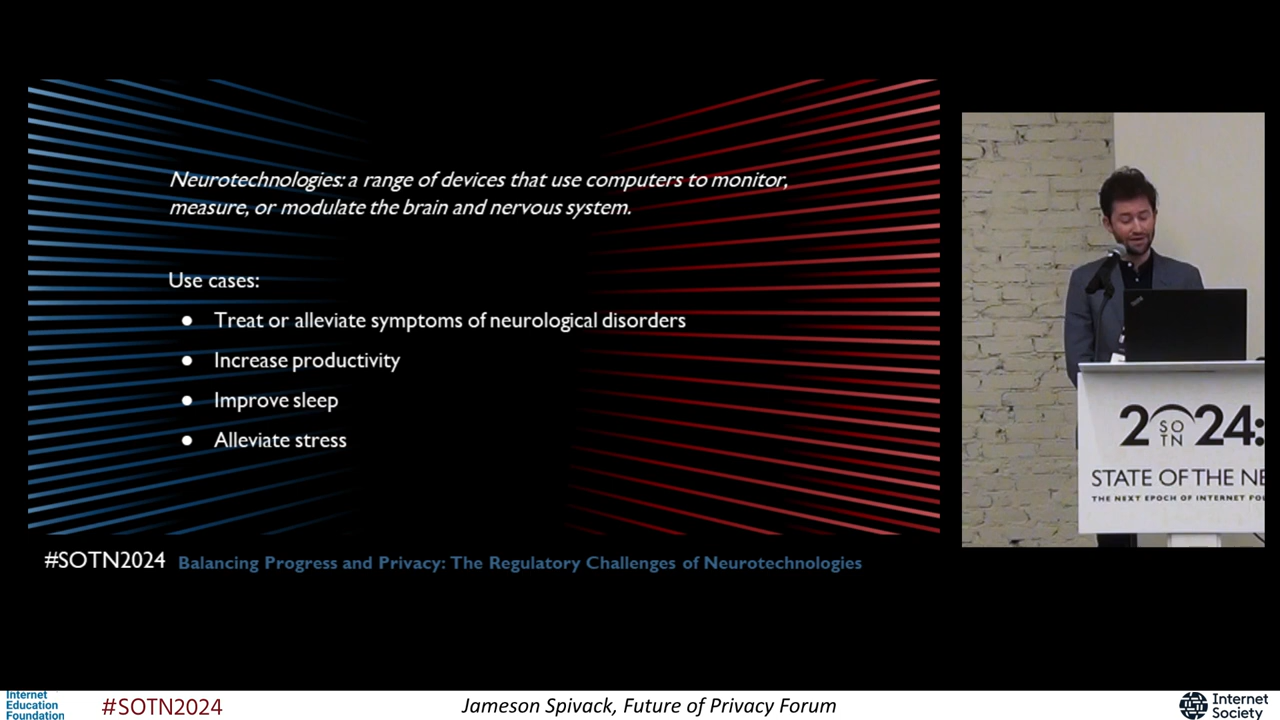 Neurotechnologies: a range of devices that use computers to monitor,
measure, or modulate the brain and nervous system.
Use cases:
● Treat or alleviate symptoms of neurological disorders
● Increase productivity
● Improve sleep
● Alleviate stress
#SOTN2024 Balancing Progress and Privacy: The Regulatory Challenges of Neurotechnologies
2024:
SO
TN
STATE OF THE NE
THE NEXT EPOCH OF INTERNET FO
Internet
Education
Foundation
#SOTN2024
Jameson Spivack, Future of Privacy Forum
Internet
Society